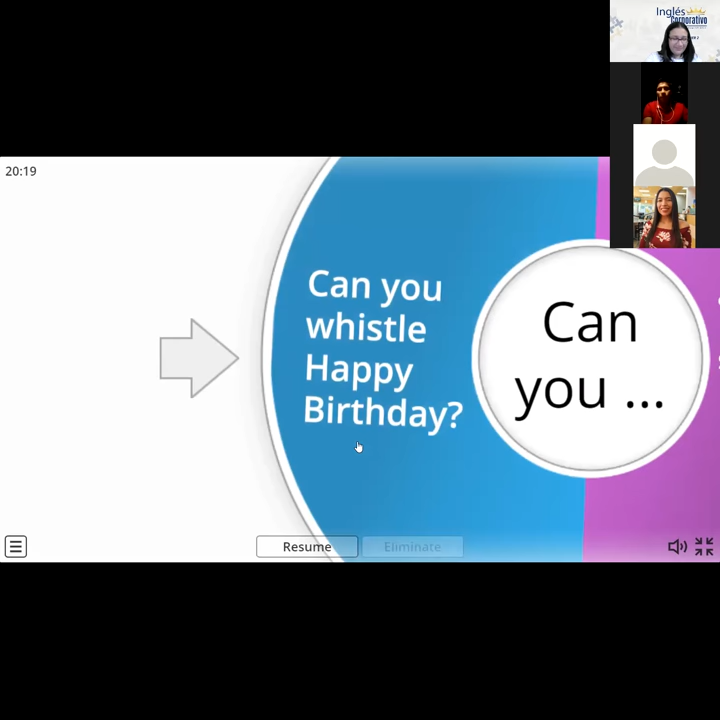 Inglés
Corporativo
20:19
Can you
whistle
Happy
Birthday?
Can
you ...
Resume
Eliminate